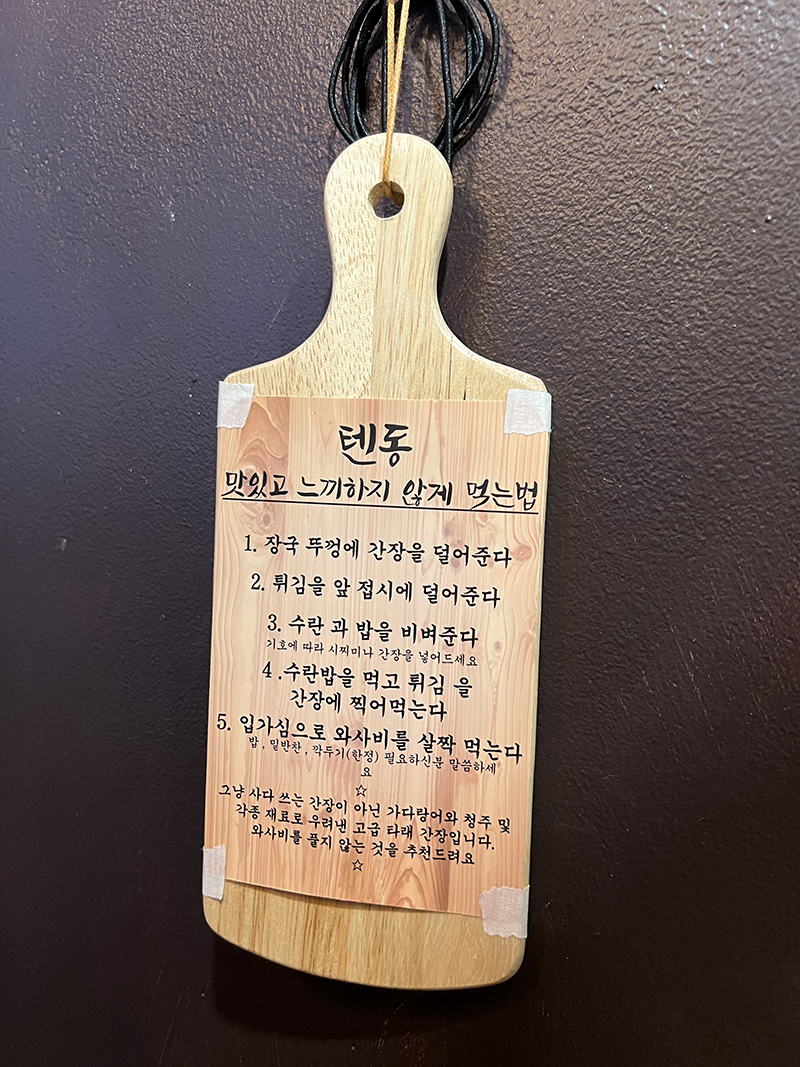 텐동
맛있고 느끼하지 않게 먹는법
1. 장국 뚜껑에 간장을 덜어준다
2. 튀김을 앞 접시에 덜어준다
3. 수란 과 밥을 비벼준다
기호에 따라 시찌미나 간장을 넣어드세요
4 .수란밥을 먹고 튀김 을
간장에 찍어먹는다
5. 입가심으로 와사비를 살짝 먹는다
밥 , 밑반찬 , 깍두기(한정) 필요하신분 말씀하세
요
☆
그냥 사다 쓰는 간장이 아닌 가다랑어와 청주 및
각종 재료로 우려낸 고급 타래 간장입니다.
와사비를 풀지 않는 것을 추천드려요
☆